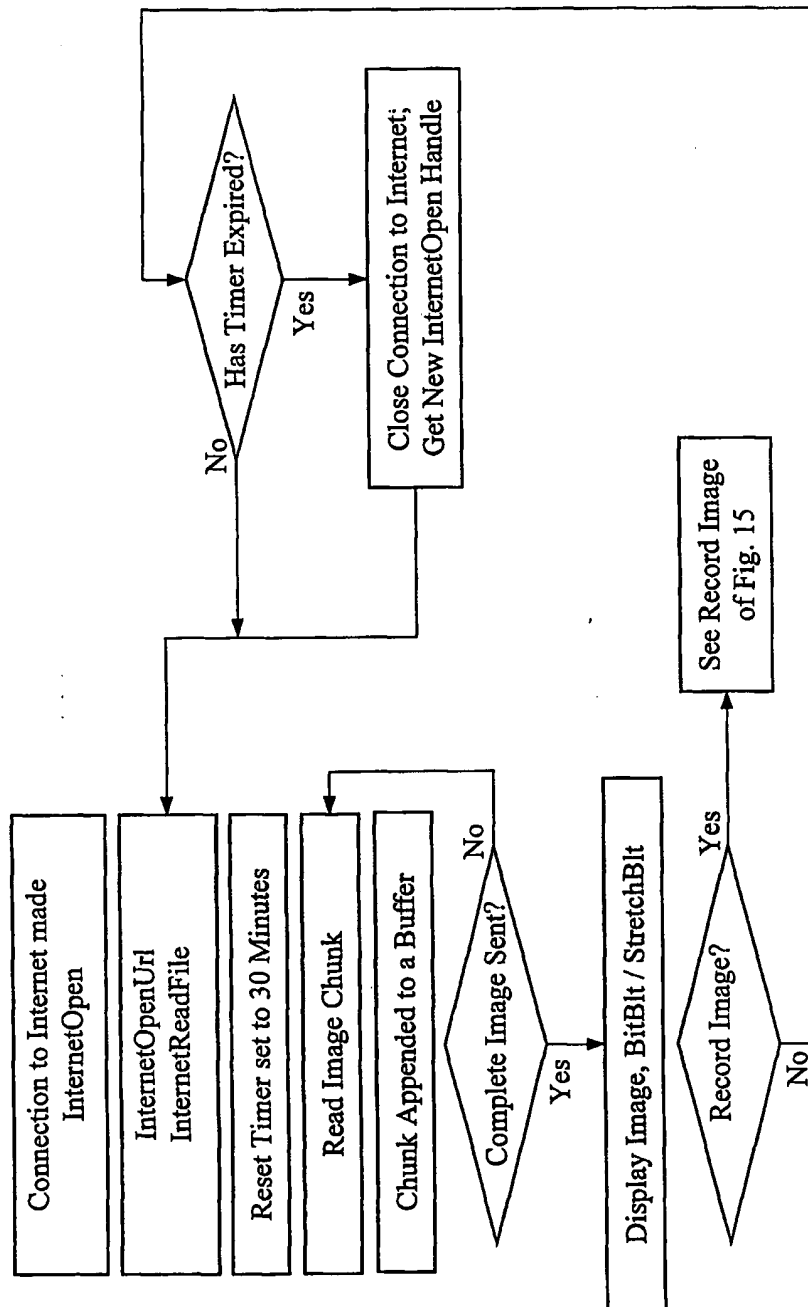 Connection to Internet made
InternetOpen
InternetOpenUrl
InternetReadFile
Reset Timer set to 30 Minutes
Read Image Chunk
Chunk Appended to a Buffer
Complete Image Sent?
No
Yes
Display Image, BitBlt / StretchBlt
Record Image?
Yes
No
See Record Image
of Fig. 15
Has Timer Expired?
No
Yes
Close Connection to Internet;
Get New InternetOpen Handle